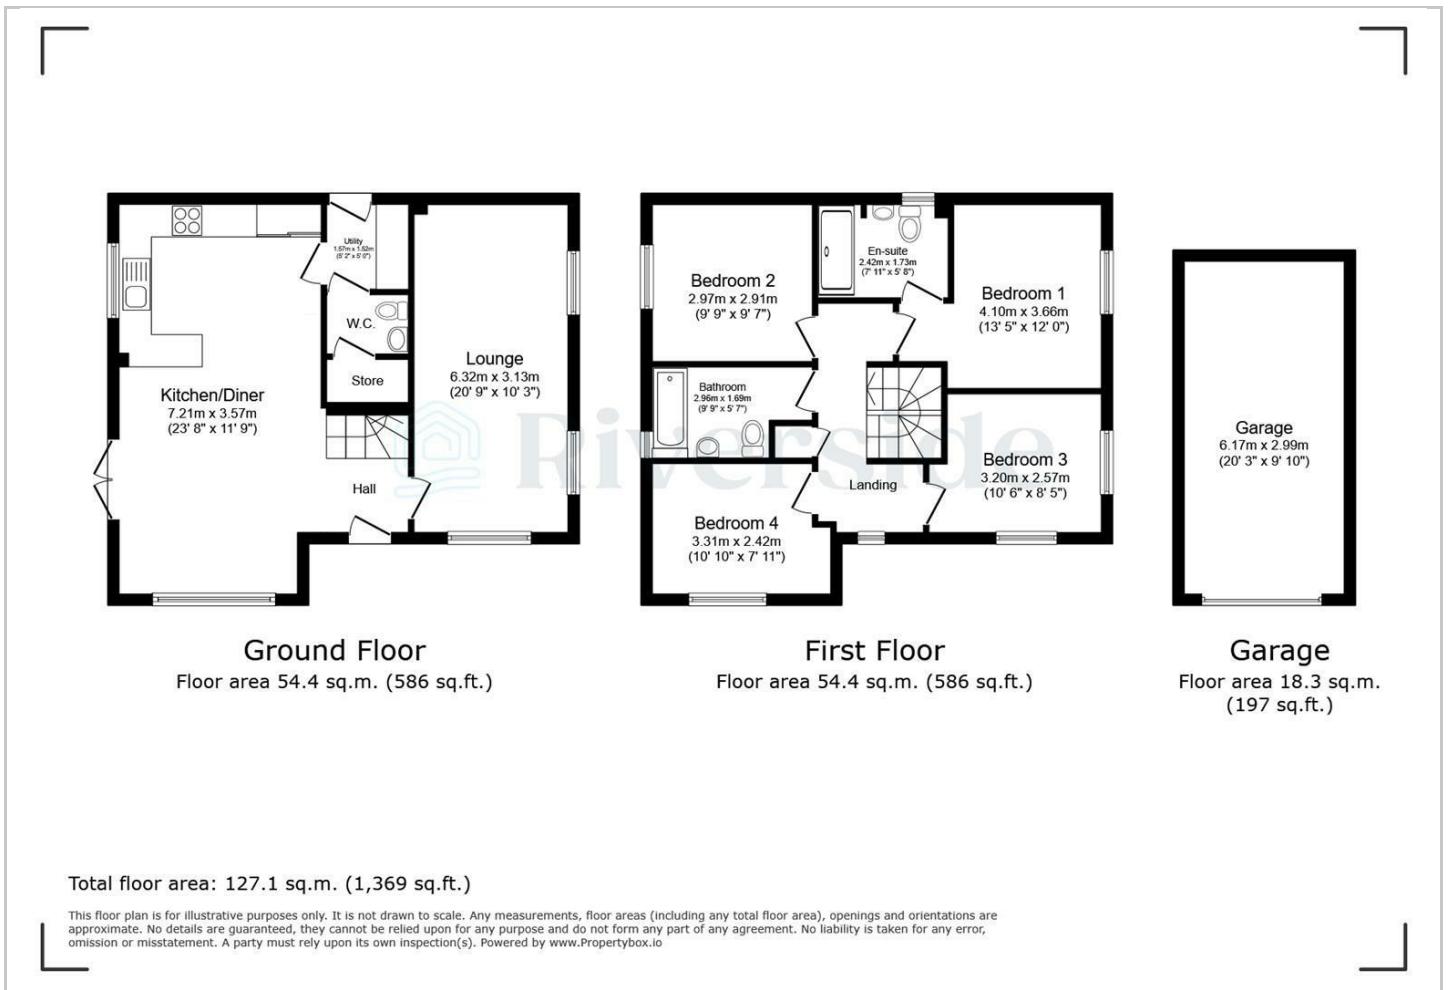 Utility
1.57m x 1.52m
(5' 2" x 5' 0")
W.C.
Store
Kitchen/Diner
7.21m x 3.57m
(23' 8" x 11' 9")
Lounge
6.32m x 3.13m
(20' 9" x 10' 3")
Hall
Ground Floor
Floor area 54.4 sq.m. (586 sq.ft.)
Bedroom 2
2.97m x 2.91m
(9' 9" x 9' 7")
En-suite
2.42m x 1.73m
(7' 11" x 5' 8")
Bedroom 1
4.10m x 3.66m
(13' 5" x 12' 0")
Bathroom
2.96m x 1.69m
(9' 9" x 5' 7")
Landing
Bedroom 3
3.20m x 2.57m
(10' 6" x 8' 5")
Bedroom 4
3.31m x 2.42m
(10' 10" x 7' 11")
First Floor
Floor area 54.4 sq.m. (586 sq.ft.)
Garage
6.17m x 2.99m
(20' 3" x 9' 10")
Garage
Floor area 18.3 sq.m.
(197 sq.ft.)
Riverside
Total floor area: 127.1 sq.m. (1,369 sq.ft.)
This floor plan is for illustrative purposes only. It is not drawn to scale. Any measurements, floor areas (including any total floor area), openings and orientations are
approximate. No details are guaranteed, they cannot be relied upon for any purpose and do not form any part of any agreement. No liability is taken for any error,
omission or misstatement. A party must rely upon its own inspection(s). Powered by www.Propertybox.io